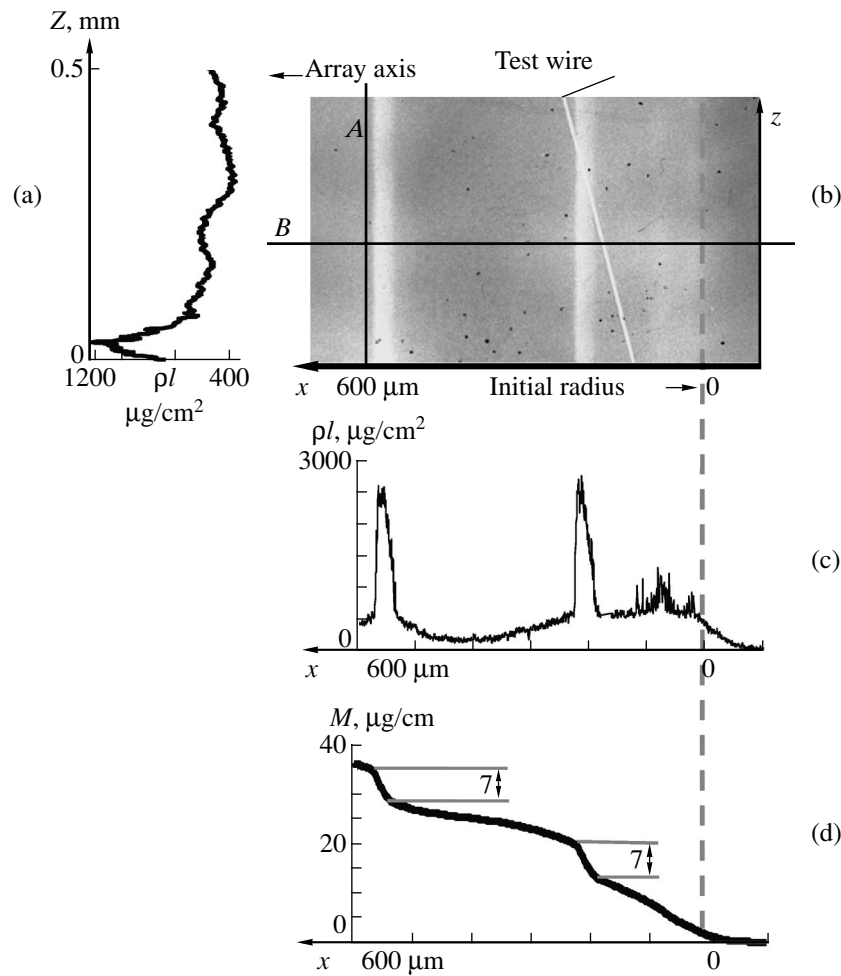 Z, mm
0.5
0
1200 ρl 400
μg/cm²
(a)
Array axis
Test wire
A
B
z
(b)
x 600 μm Initial radius 0
ρl, μg/cm²
3000
0
x 600 μm 0
(c)
M, μg/cm
40
20
0
7
7
x 600 μm 0
(d)